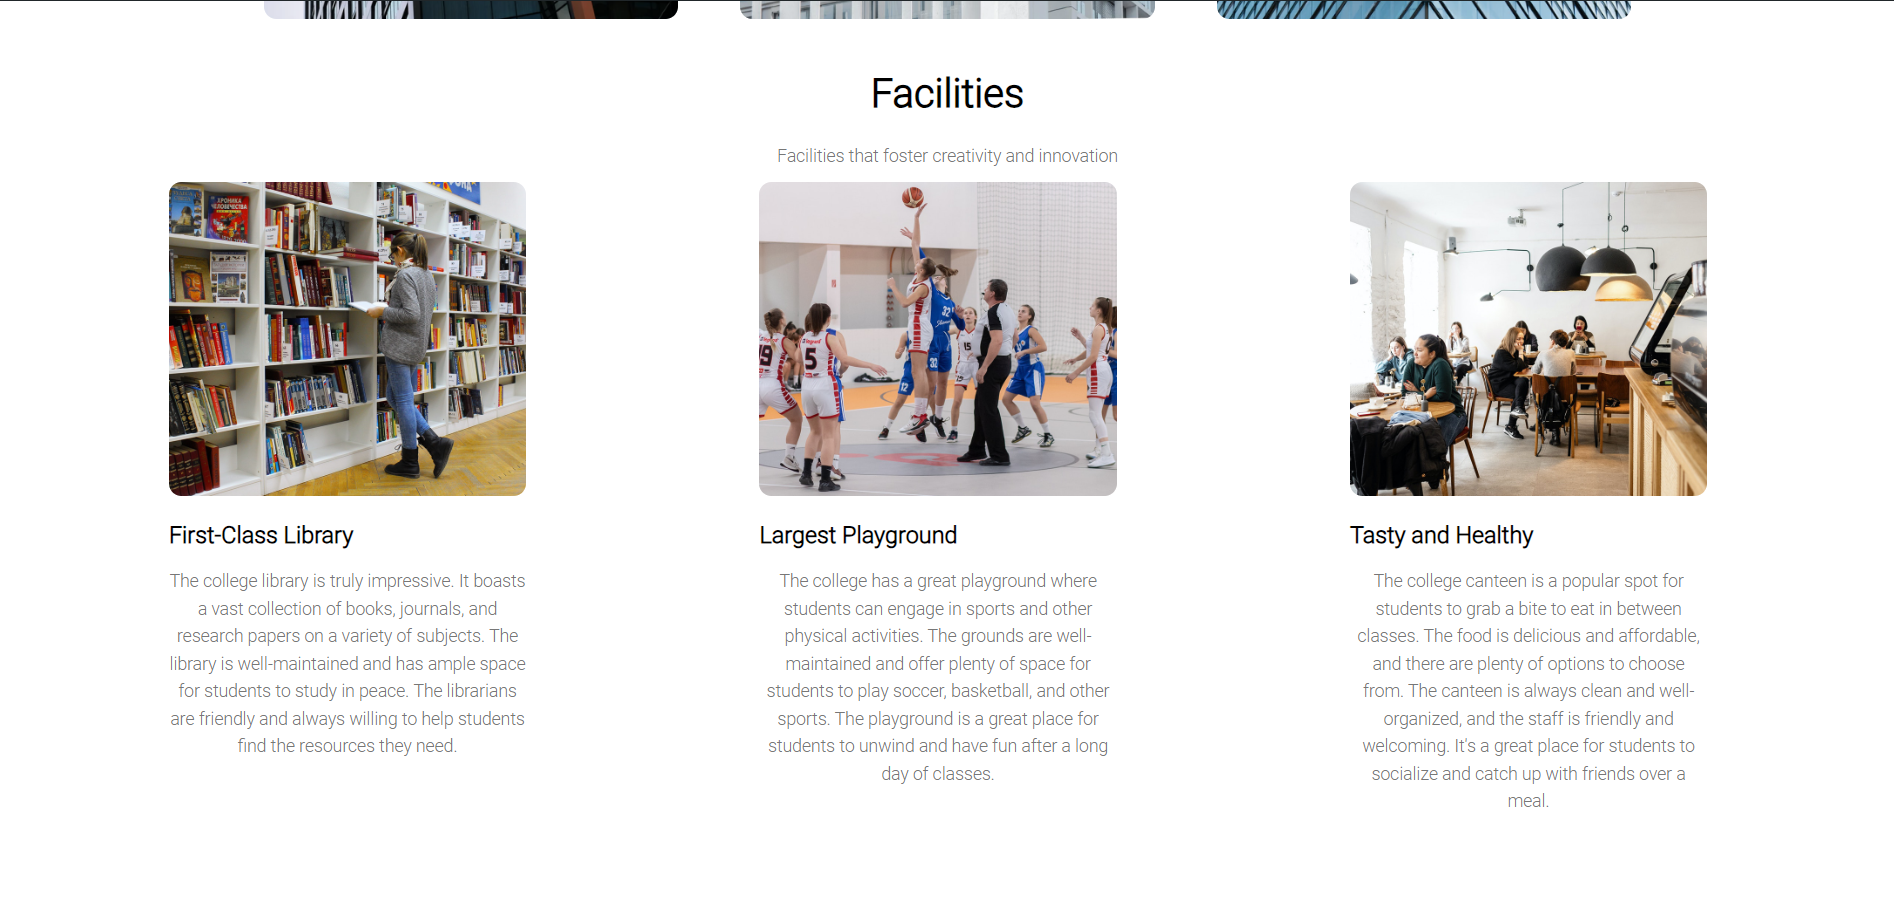 Facilities
Facilities that foster creativity and innovation
ХРОНИКА
ЧЕЛОВЕЧЕСТВА
32
5
15
32
12
First-Class Library
The college library is truly impressive. It boasts
a vast collection of books, journals, and
research papers on a variety of subjects. The
library is well-maintained and has ample space
for students to study in peace. The librarians
are friendly and always willing to help students
find the resources they need.
Largest Playground
The college has a great playground where
students can engage in sports and other
physical activities. The grounds are well-
maintained and offer plenty of space for
students to play soccer, basketball, and other
sports. The playground is a great place for
students to unwind and have fun after a long
day of classes.
Tasty and Healthy
The college canteen is a popular spot for
students to grab a bite to eat in between
classes. The food is delicious and affordable,
and there are plenty of options to choose
from. The canteen is always clean and well-
organized, and the staff is friendly and
welcoming. It's a great place for students to
socialize and catch up with friends over a
meal.